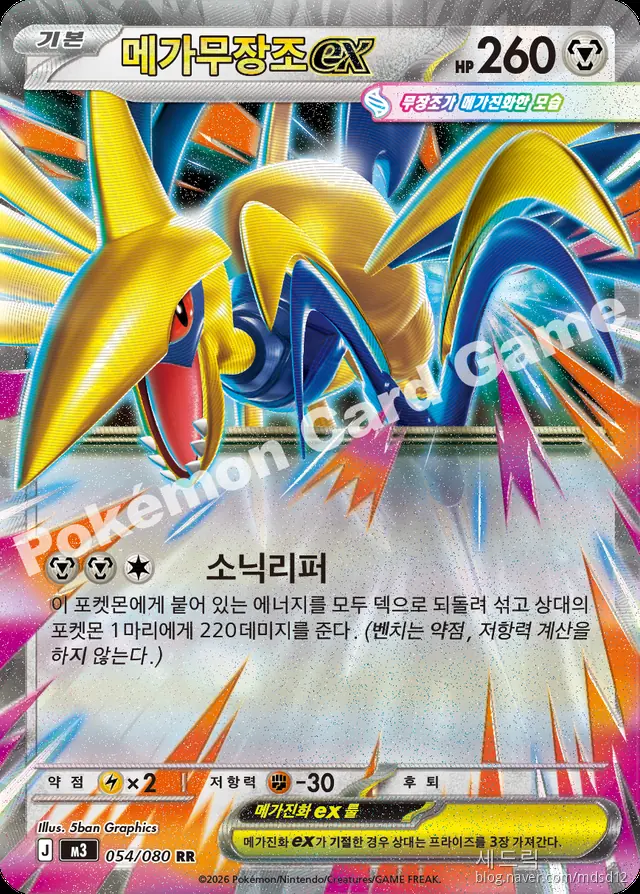 기본
메가무장조ex
HP 260
무장조가 메가진화한 모습
Pokémon Card Game
소닉리퍼
이 포켓몬에게 붙어 있는 에너지를 모두 덱으로 되돌려 섞고 상대의
포켓몬 1마리에게 220데미지를 준다. (벤치는 약점, 저항력 계산을
하지 않는다.)
약점 ×2 저항력 -30 후퇴
메가진화 ex 룰
메가진화 ex가 기절한 경우 상대는 프라이즈를 3장 가져간다.
Illus. 5ban Graphics
J M3 054/080 RR
세드릭
blog.naver.com/mdsd12
©2026 Pokémon/Nintendo/Creatures/GAME FREAK.